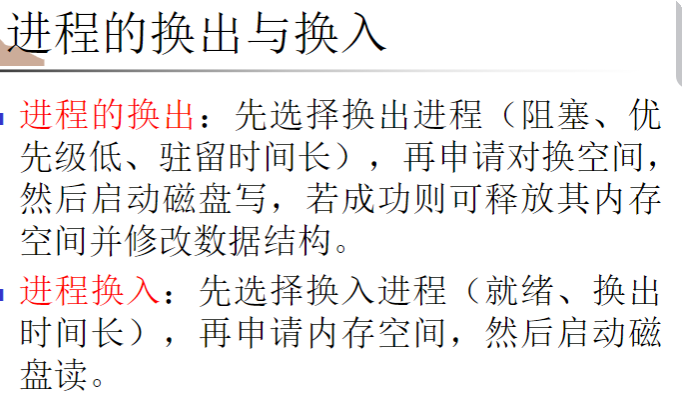 进程的换出与换入
进程的换出：先选择换出进程（阻塞、优
先级低、驻留时间长），再申请对换空间，
然后启动磁盘写，若成功则可释放其内存
空间并修改数据结构。
进程换入：先选择换入进程（就绪、换出
时间长），再申请内存空间，然后启动磁
盘读。